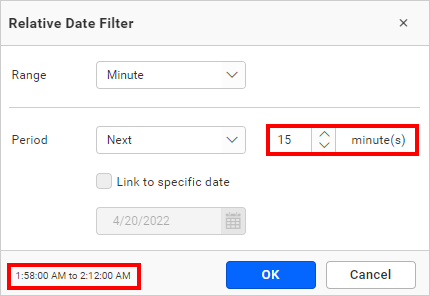 Relative Date Filter
Range Minute
Period Next 15 minute(s)
Link to specific date
4/20/2022
1:58:00 AM to 2:12:00 AM OK Cancel